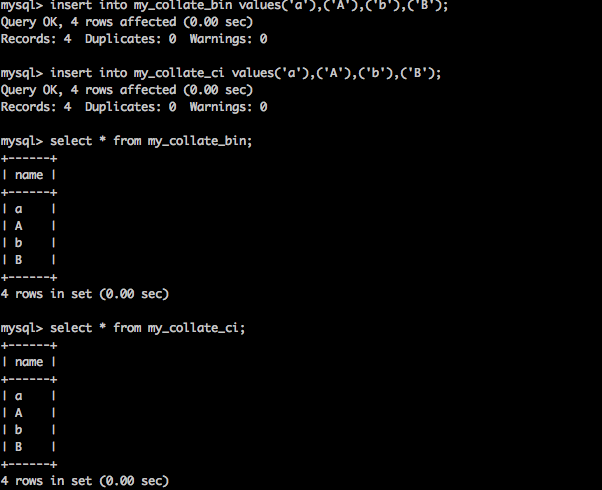 mysql> insert into my_collate_bin values('a'),('A'),('b'),('B');
Query OK, 4 rows affected (0.00 sec)
Records: 4  Duplicates: 0  Warnings: 0

mysql> insert into my_collate_ci values('a'),('A'),('b'),('B');
Query OK, 4 rows affected (0.00 sec)
Records: 4  Duplicates: 0  Warnings: 0

mysql> select * from my_collate_bin;
+------+
| name |
+------+
| a    |
| A    |
| b    |
| B    |
+------+
4 rows in set (0.00 sec)

mysql> select * from my_collate_ci;
+------+
| name |
+------+
| a    |
| A    |
| b    |
| B    |
+------+
4 rows in set (0.00 sec)